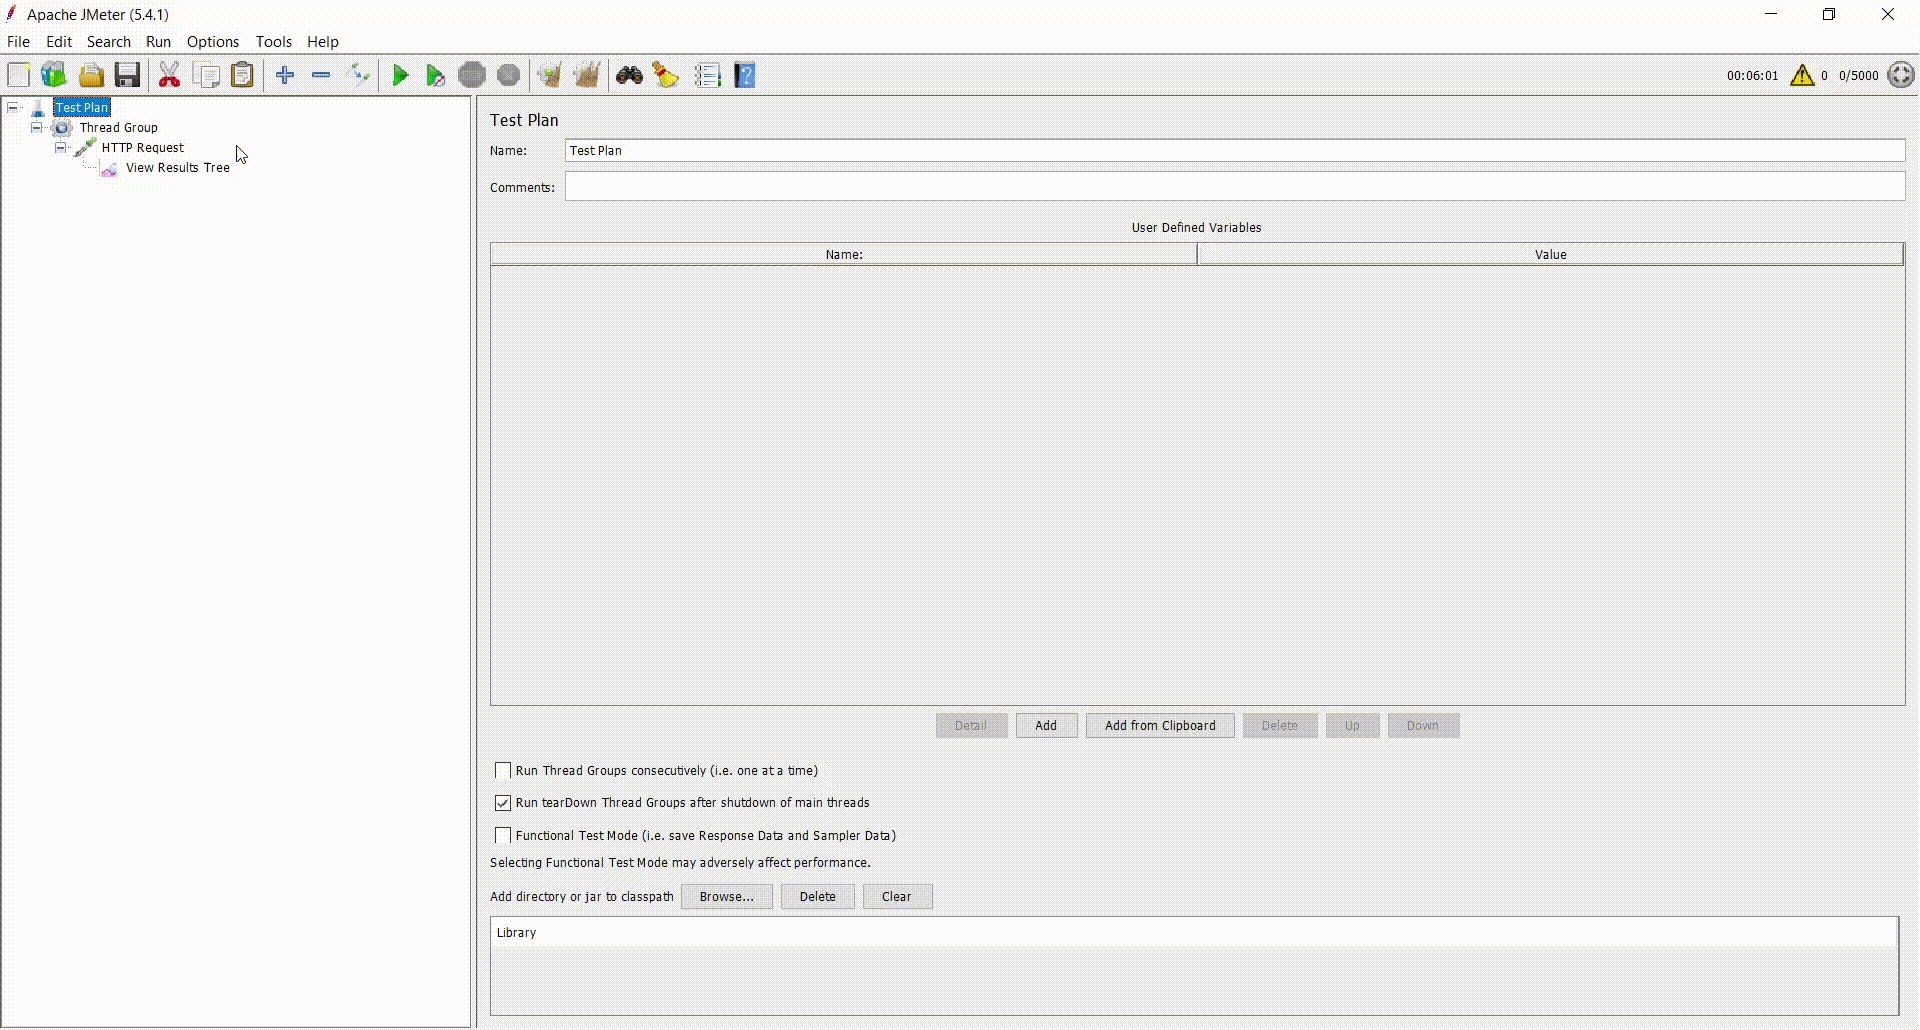 Apache JMeter (5.4.1)
File Edit Search Run Options Tools Help
00:06:01 0 0/5000
Test Plan
Thread Group
HTTP Request
View Results Tree
Test Plan
Name: Test Plan
Comments:
User Defined Variables
Name: Value
Detail Add Add from Clipboard Delete Up Down
Run Thread Groups consecutively (i.e. one at a time)
Run tearDown Thread Groups after shutdown of main threads
Functional Test Mode (i.e. save Response Data and Sampler Data)
Selecting Functional Test Mode may adversely affect performance.
Add directory or jar to classpath Browse... Delete Clear
Library